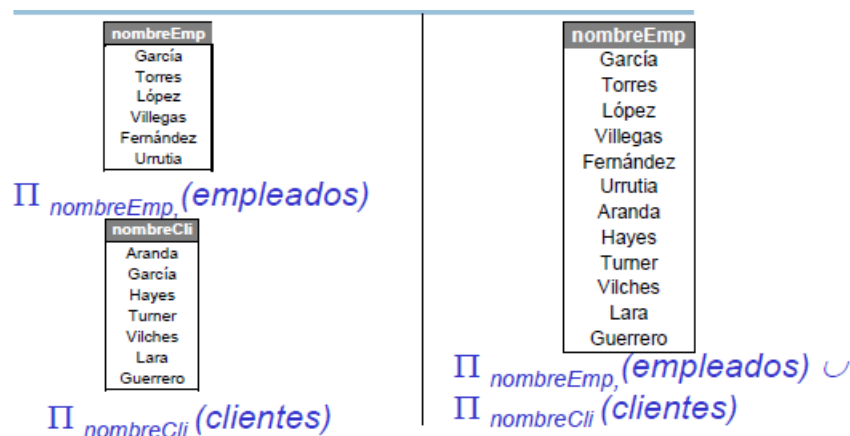 nombreEmp
García
Torres
López
Villegas
Fernández
Urrutia
Π nombreEmp, (empleados)
nombreCli
Aranda
García
Hayes
Turner
Vilches
Lara
Guerrero
Π nombreCli (clientes)
nombreEmp
García
Torres
López
Villegas
Fernández
Urrutia
Aranda
Hayes
Turner
Vilches
Lara
Guerrero
Π nombreEmp, (empleados) ∪
Π nombreCli (clientes)